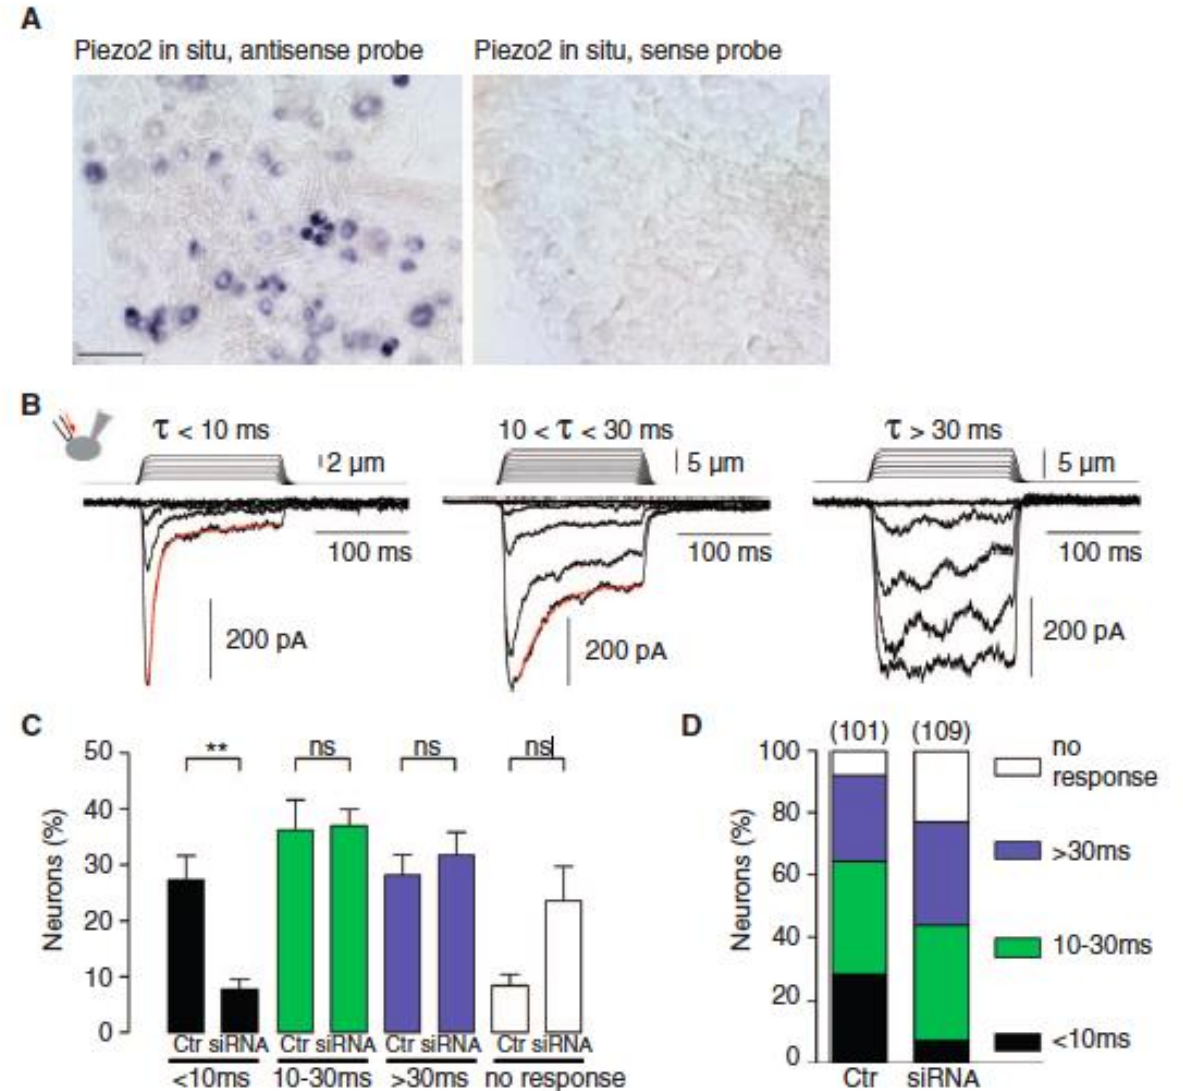 A
Piezo2 in situ, antisense probe
Piezo2 in situ, sense probe
B
τ < 10 ms
2 µm
100 ms
200 pA
10 < τ < 30 ms
5 µm
100 ms
200 pA
τ > 30 ms
5 µm
100 ms
200 pA
C
Neurons (%)
50
40
30
20
10
0
**
ns
ns
ns
Ctr siRNA Ctr siRNA Ctr siRNA Ctr siRNA
<10ms 10-30ms >30ms no response
D
Neurons (%)
(101) (109)
100
80
60
40
20
0
Ctr siRNA
no
response
>30ms
10-30ms
<10ms